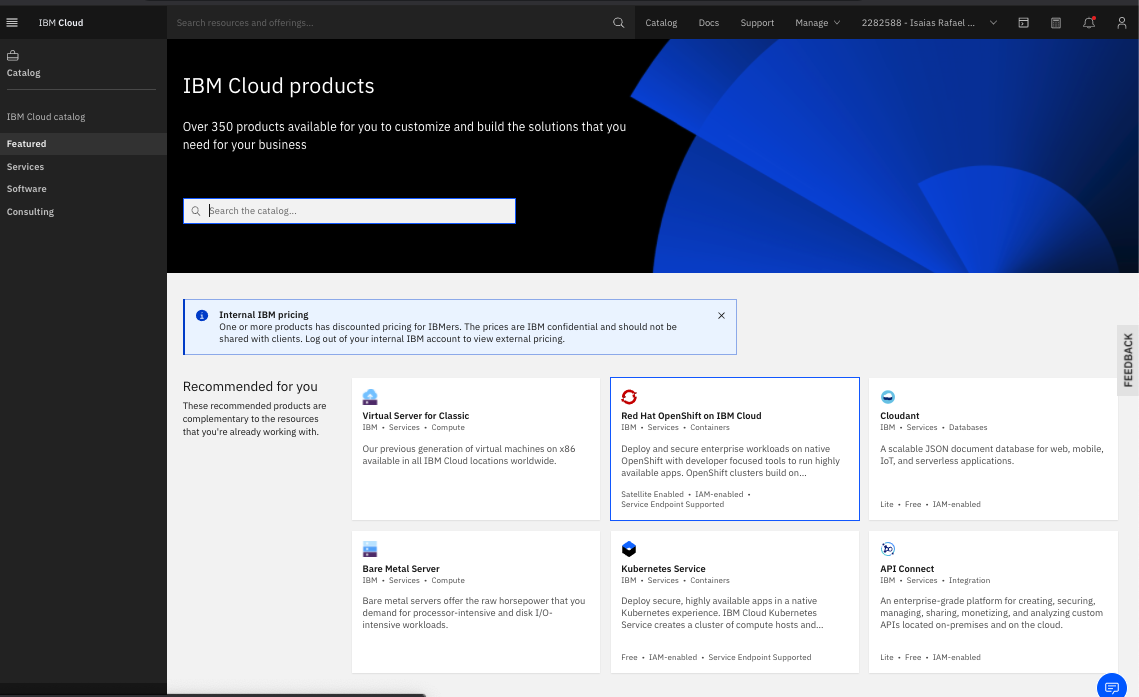 IBM Cloud
Search resources and offerings...
Catalog
Docs
Support
Manage
2282588 - Isaias Rafael ...
Catalog
IBM Cloud catalog
Featured
Services
Software
Consulting
IBM Cloud products
Over 350 products available for you to customize and build the solutions that you
need for your business
Search the catalog...
Internal IBM pricing
One or more products has discounted pricing for IBMers. The prices are IBM confidential and should not be
shared with clients. Log out of your internal IBM account to view external pricing.
FEEDBACK
Recommended for you
These recommended products are
complementary to the resources
that you're already working with.
Virtual Server for Classic
IBM • Services • Compute
Our previous generation of virtual machines on x86
available in all IBM Cloud locations worldwide.
Red Hat OpenShift on IBM Cloud
IBM • Services • Containers
Deploy and secure enterprise workloads on native
OpenShift with developer focused tools to run highly
available apps. OpenShift clusters build on...
Satellite Enabled • IAM-enabled •
Service Endpoint Supported
Cloudant
IBM • Services • Databases
A scalable JSON document database for web, mobile,
IoT, and serverless applications.
Lite • Free • IAM-enabled
Bare Metal Server
IBM • Services • Compute
Bare metal servers offer the raw horsepower that you
demand for processor-intensive and disk I/O-
intensive workloads.
Kubernetes Service
IBM • Services • Containers
Deploy secure, highly available apps in a native
Kubernetes experience. IBM Cloud Kubernetes
Service creates a cluster of compute hosts and...
Free • IAM-enabled • Service Endpoint Supported
API Connect
IBM • Services • Integration
An enterprise-grade platform for creating, securing,
managing, sharing, monetizing, and analyzing custom
APIs located on-premises and on the cloud.
Lite • Free • IAM-enabled